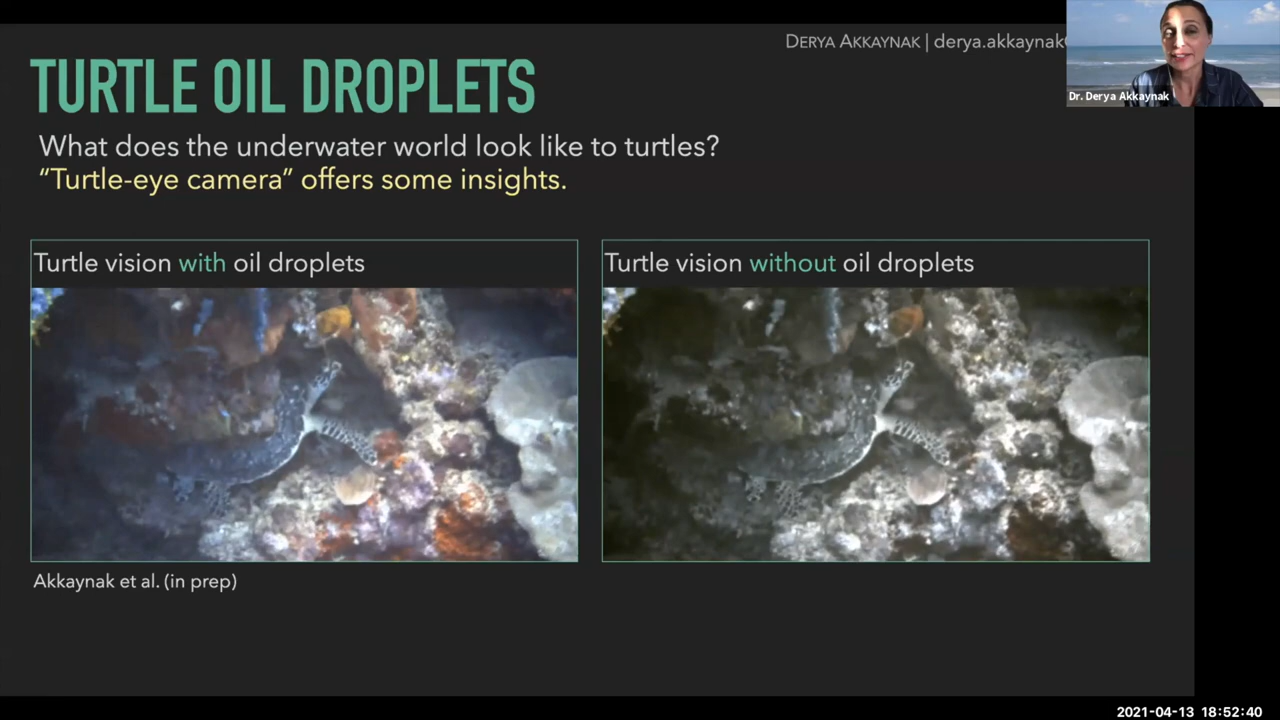 DERYA AKKAYNAK | derya.akkaynak
Dr. Derya Akkaynak
TURTLE OIL DROPLETS
What does the underwater world look like to turtles?
“Turtle-eye camera” offers some insights.
Turtle vision with oil droplets
Turtle vision without oil droplets
Akkaynak et al. (in prep)
2021-04-13 18:52:40